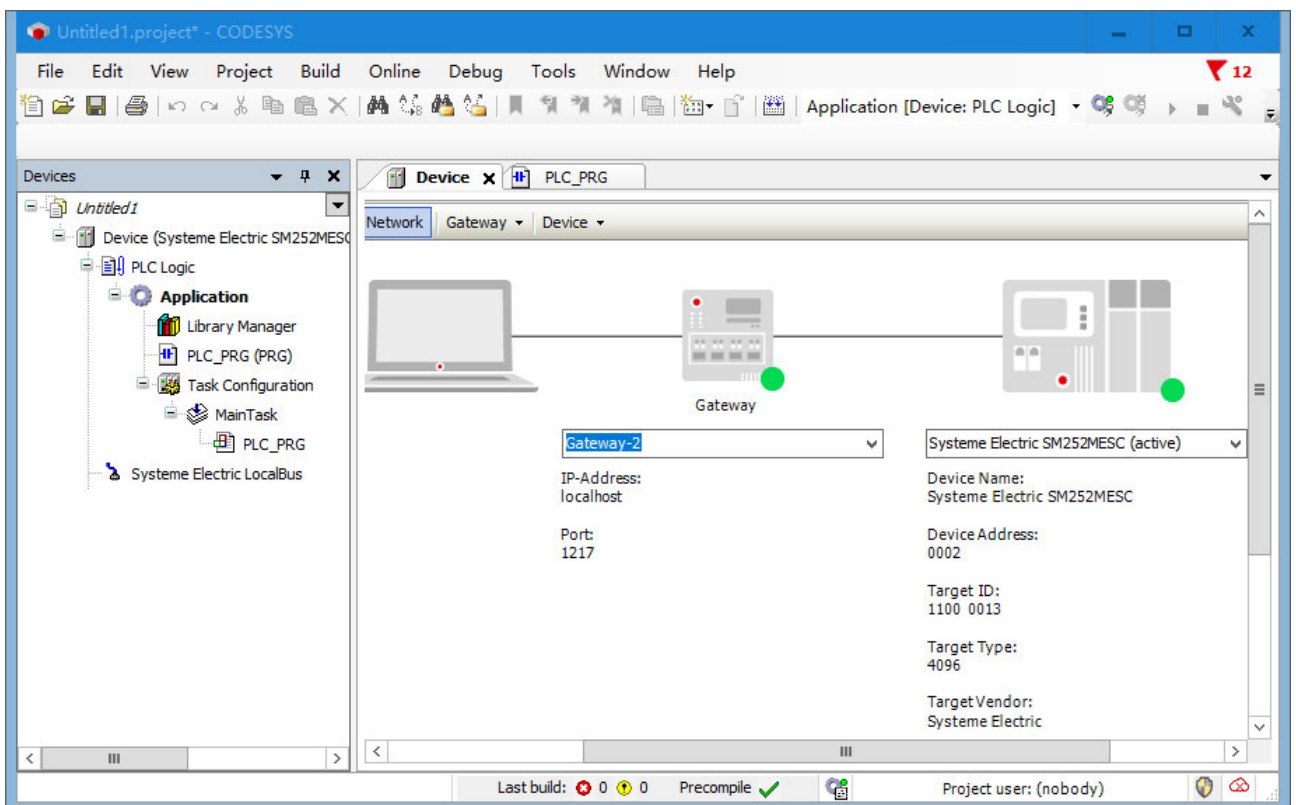 Untitled1.project* - CODESYS
File Edit View Project Build Online Debug Tools Window Help 12
Application [Device: PLC Logic]
Devices
Device PLC_PRG
Untitled1
Network Gateway Device
Device (Systeme Electric SM252MESC
PLC Logic
Application
Library Manager
PLC_PRG (PRG)
Task Configuration
MainTask
PLC_PRG
Systeme Electric LocalBus
Gateway
Gateway-2
IP-Address:
localhost
Port:
1217
Systeme Electric SM252MESC (active)
Device Name:
Systeme Electric SM252MESC
Device Address:
0002
Target ID:
1100 0013
Target Type:
4096
Target Vendor:
Systeme Electric
Last build: 0 0 Precompile Project user: (nobody)